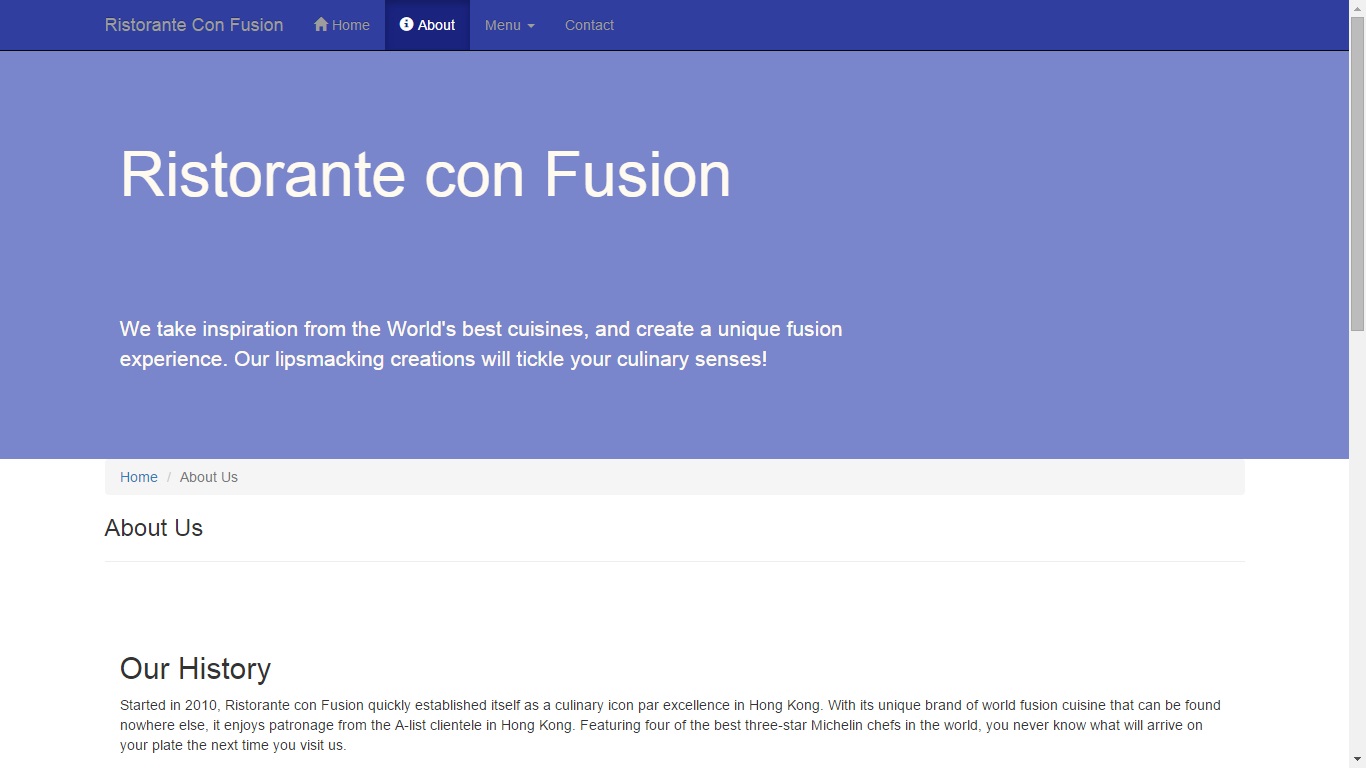 Ristorante Con Fusion Home About Menu Contact
Ristorante con Fusion
We take inspiration from the World's best cuisines, and create a unique fusion
experience. Our lipsmacking creations will tickle your culinary senses!
Home / About Us
About Us
Our History
Started in 2010, Ristorante con Fusion quickly established itself as a culinary icon par excellence in Hong Kong. With its unique brand of world fusion cuisine that can be found
nowhere else, it enjoys patronage from the A-list clientele in Hong Kong. Featuring four of the best three-star Michelin chefs in the world, you never know what will arrive on
your plate the next time you visit us.